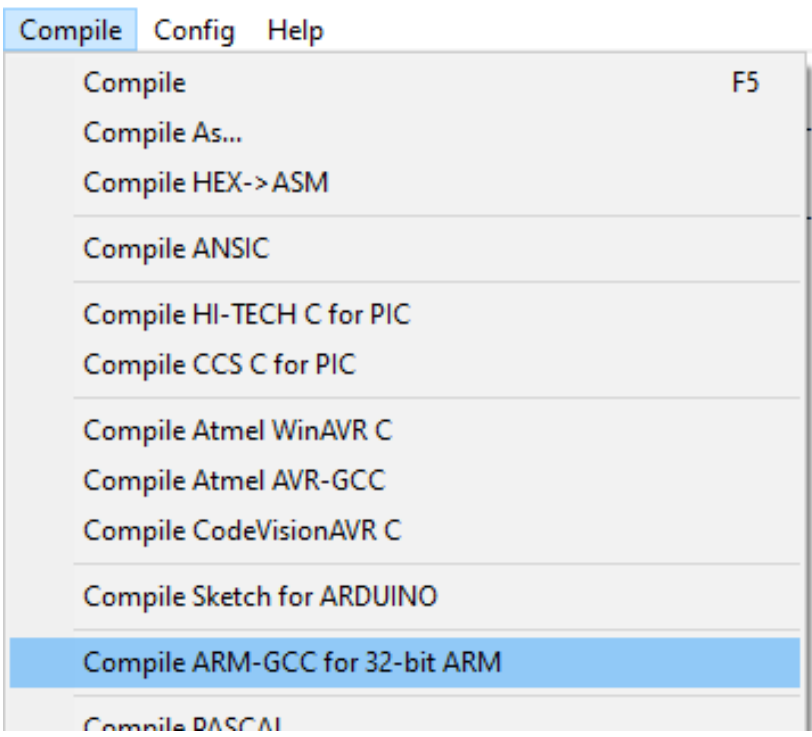 Compile Config Help
Compile F5
Compile As...
Compile HEX->ASM
Compile ANSIC
Compile HI-TECH C for PIC
Compile CCS C for PIC
Compile Atmel WinAVR C
Compile Atmel AVR-GCC
Compile CodeVisionAVR C
Compile Sketch for ARDUINO
Compile ARM-GCC for 32-bit ARM
Compile PASCAL